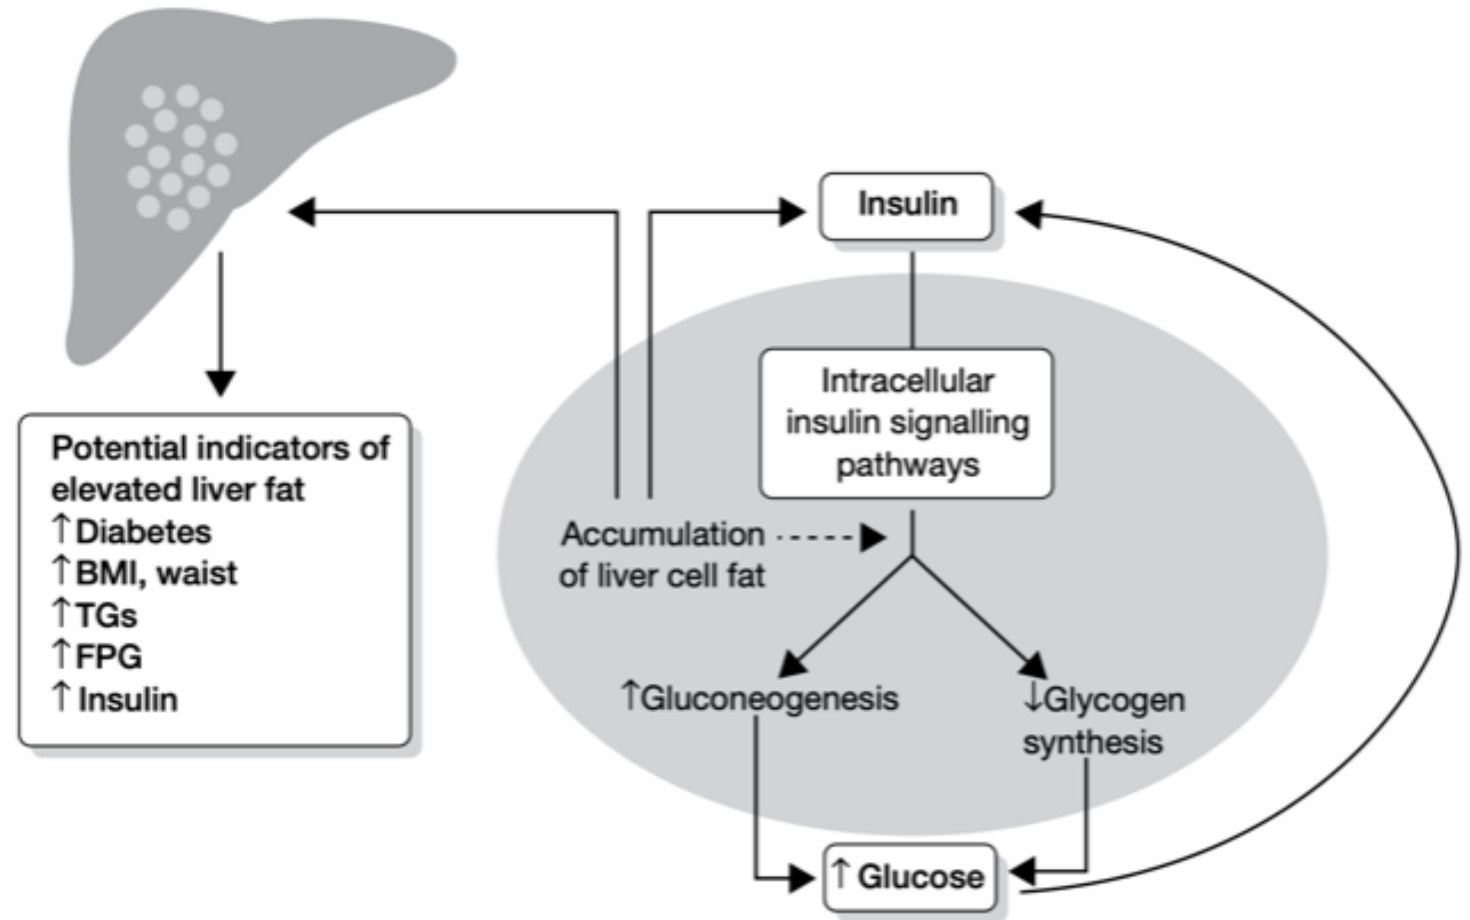 Insulin
Intracellular
insulin signalling
pathways
Accumulation
of liver cell fat
↑Gluconeogenesis
↓Glycogen
synthesis
↑ Glucose
Potential indicators of
elevated liver fat
↑Diabetes
↑BMI, waist
↑TGs
↑FPG
↑Insulin